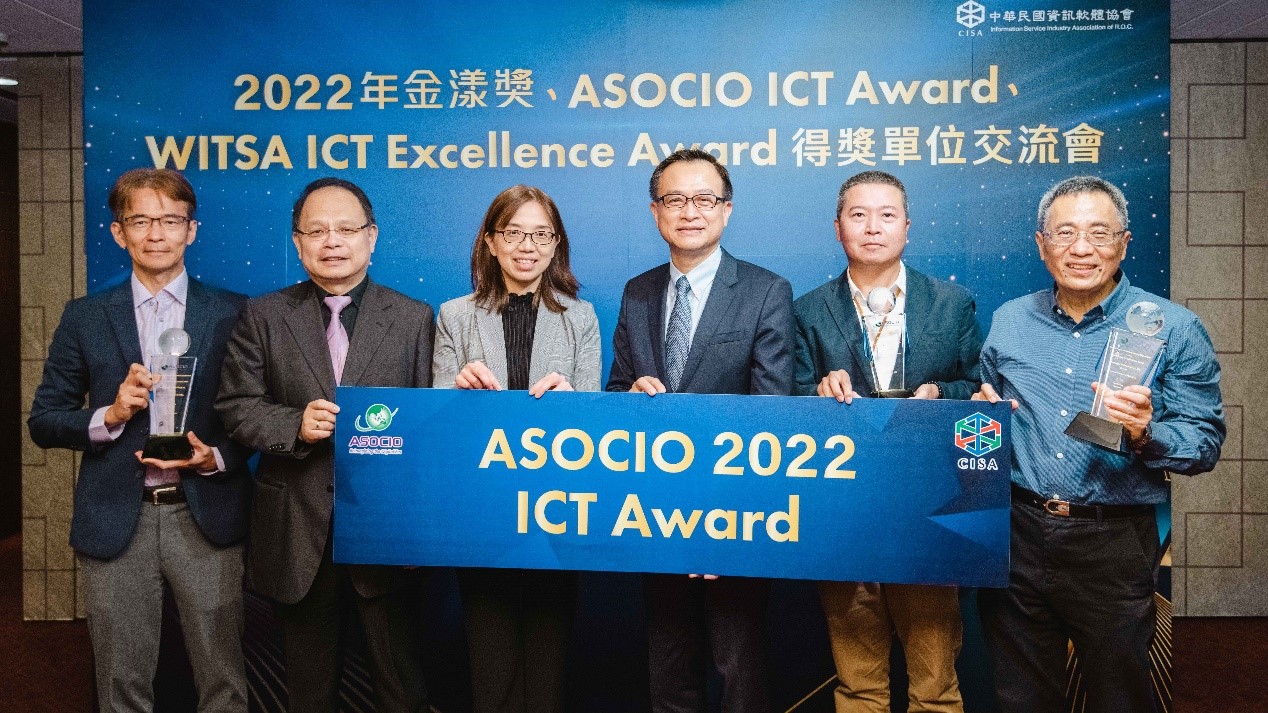 中華民國資訊軟體協會
CISA
Information Service Industry Association of R.O.C.
2022年金漾獎、ASOCIO ICT Award、
WITSA ICT Excellence Award 得獎單位交流會
ASOCIO
CISA
ASOCIO 2022
ICT Award